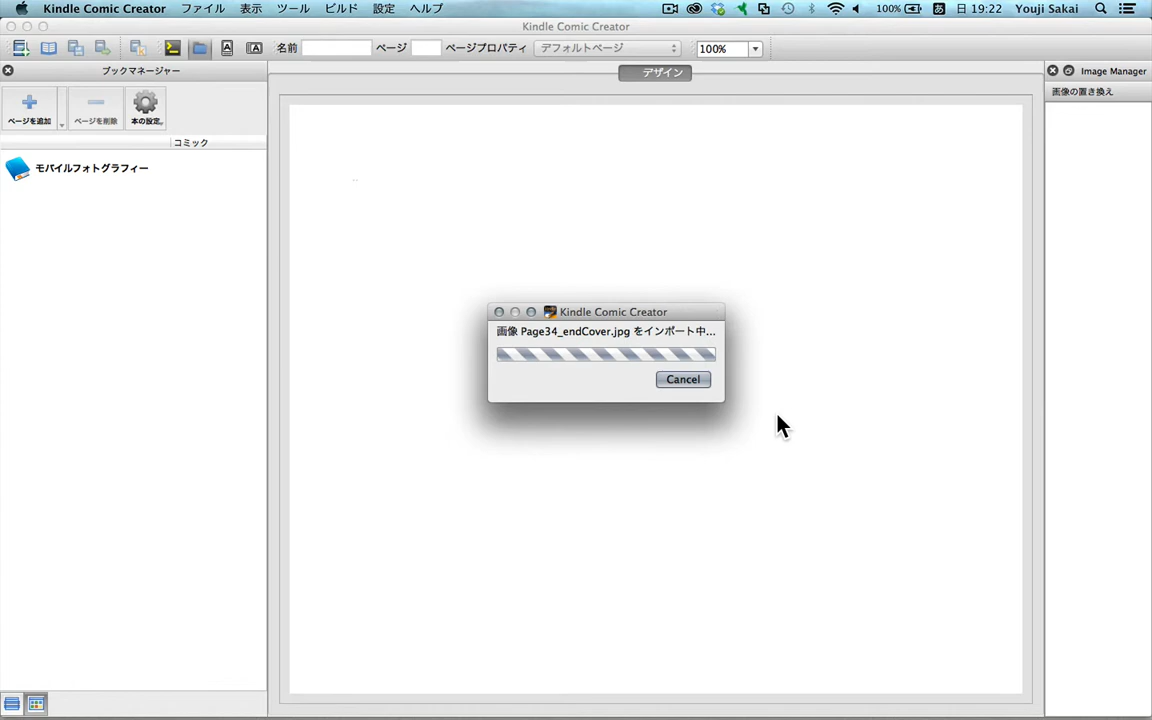 Kindle Comic Creator ファイル 表示 ツール ビルド 設定 ヘルプ 100% あ 日 19:22 Youji Sakai
Kindle Comic Creator
名前 ページ ページプロパティ デフォルトページ 100%
ブックマネージャー
デザイン
Image Manager
ページを追加 ページを削除 本の設定
画像の置き換え
コミック
モバイルフォトグラフィー
Kindle Comic Creator
画像 Page34_endCover.jpg をインポート中...
Cancel